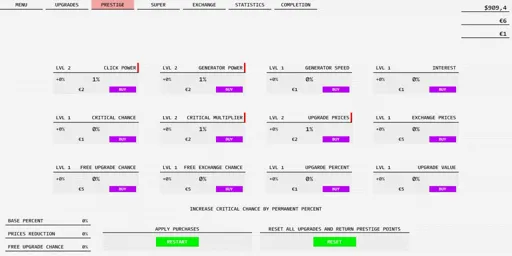 MENU UPGRADES PRESTIGE SUPER EXCHANGE STATISTICS COMPLETION
$909,4
€6
€1
LVL 2 CLICK POWER LVL 2 GENERATOR POWER LVL 1 GENERATOR SPEED LVL 1 INTEREST
+0% 1% +0% 1% +0% 0% +0% 0%
€2 BUY €2 BUY €1 BUY €1 BUY
LVL 1 CRITICAL CHANCE LVL 2 CRITICAL MULTIPLIER LVL 2 UPGRADE PRICES LVL 1 EXCHANGE PRICES
+0% 0% +0% 1% +0% 1% +0% 0%
€1 BUY €2 BUY €2 BUY €5 BUY
LVL 1 FREE UPGRADE CHANCE LVL 1 FREE EXCHANGE CHANCE LVL 1 UPGARDE PERCENT LVL 1 UPGRADE VALUE
+0% 0% +0% 0% +0% 0% +0% 0%
€1 BUY €5 BUY €1 BUY €5 BUY
INCREASE CRITICAL CHANCE BY PERMANENT PERCENT
BASE PERCENT 0%
PRICES REDUCTION 0%
FREE UPGRADE CHANCE 0%
APPLY PURCHASES RESET ALL UPGRADES AND RETURN PRESTIGE POINTS
RESTART RESET